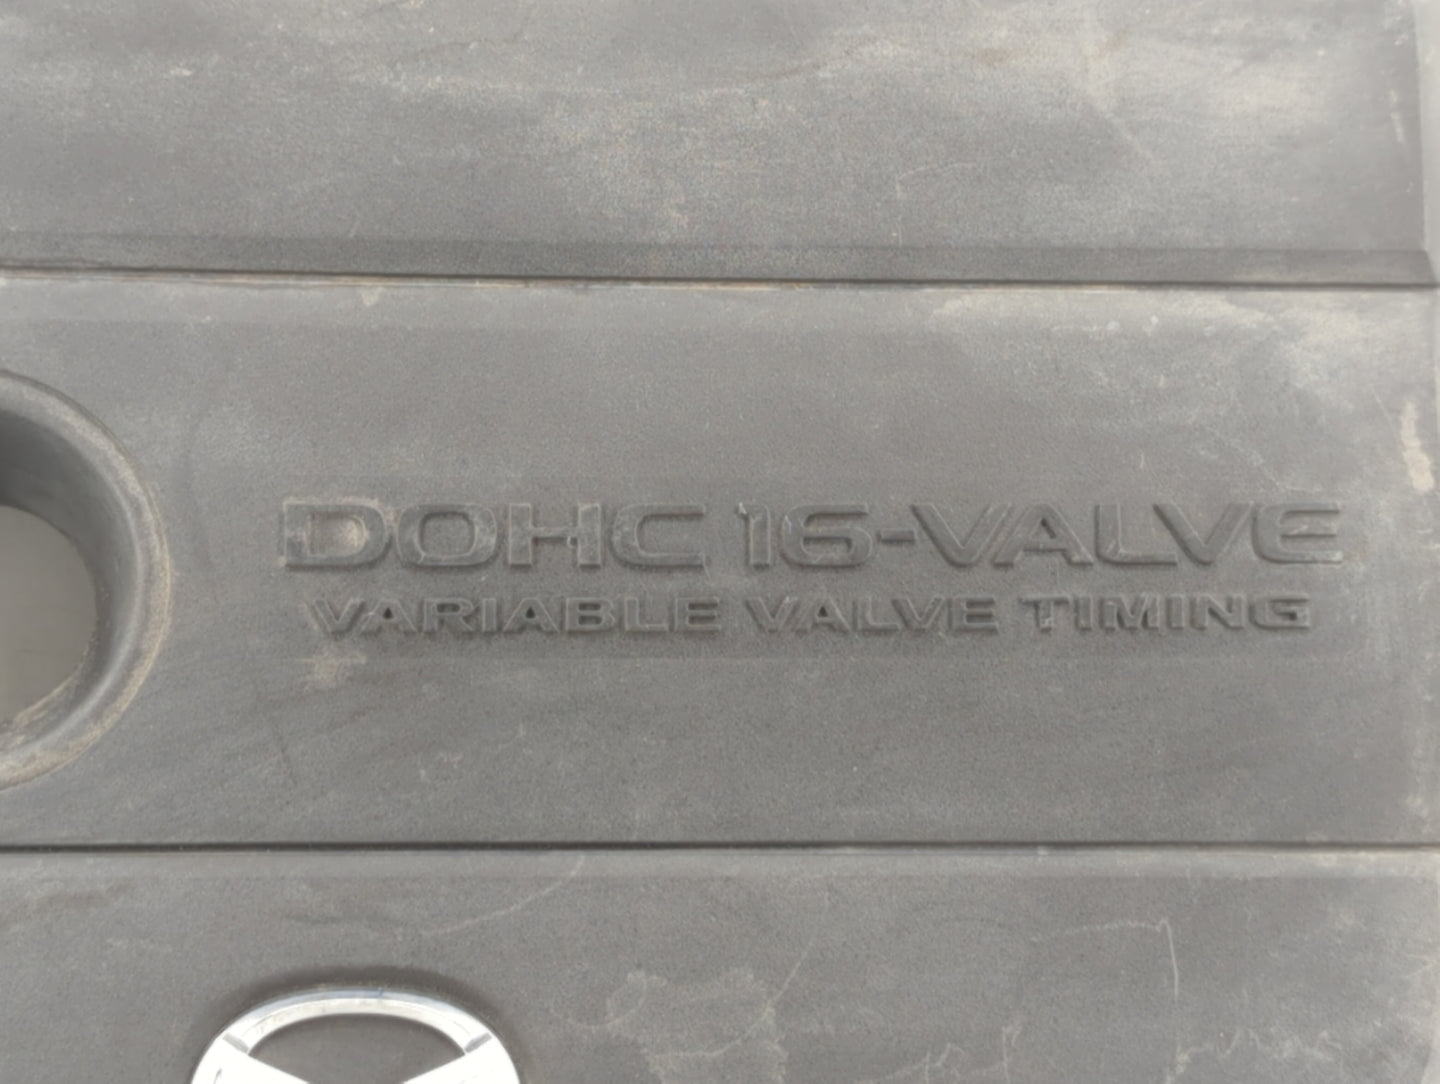 DOHC 16-VALVE
VARIABLE VALVE TIMING